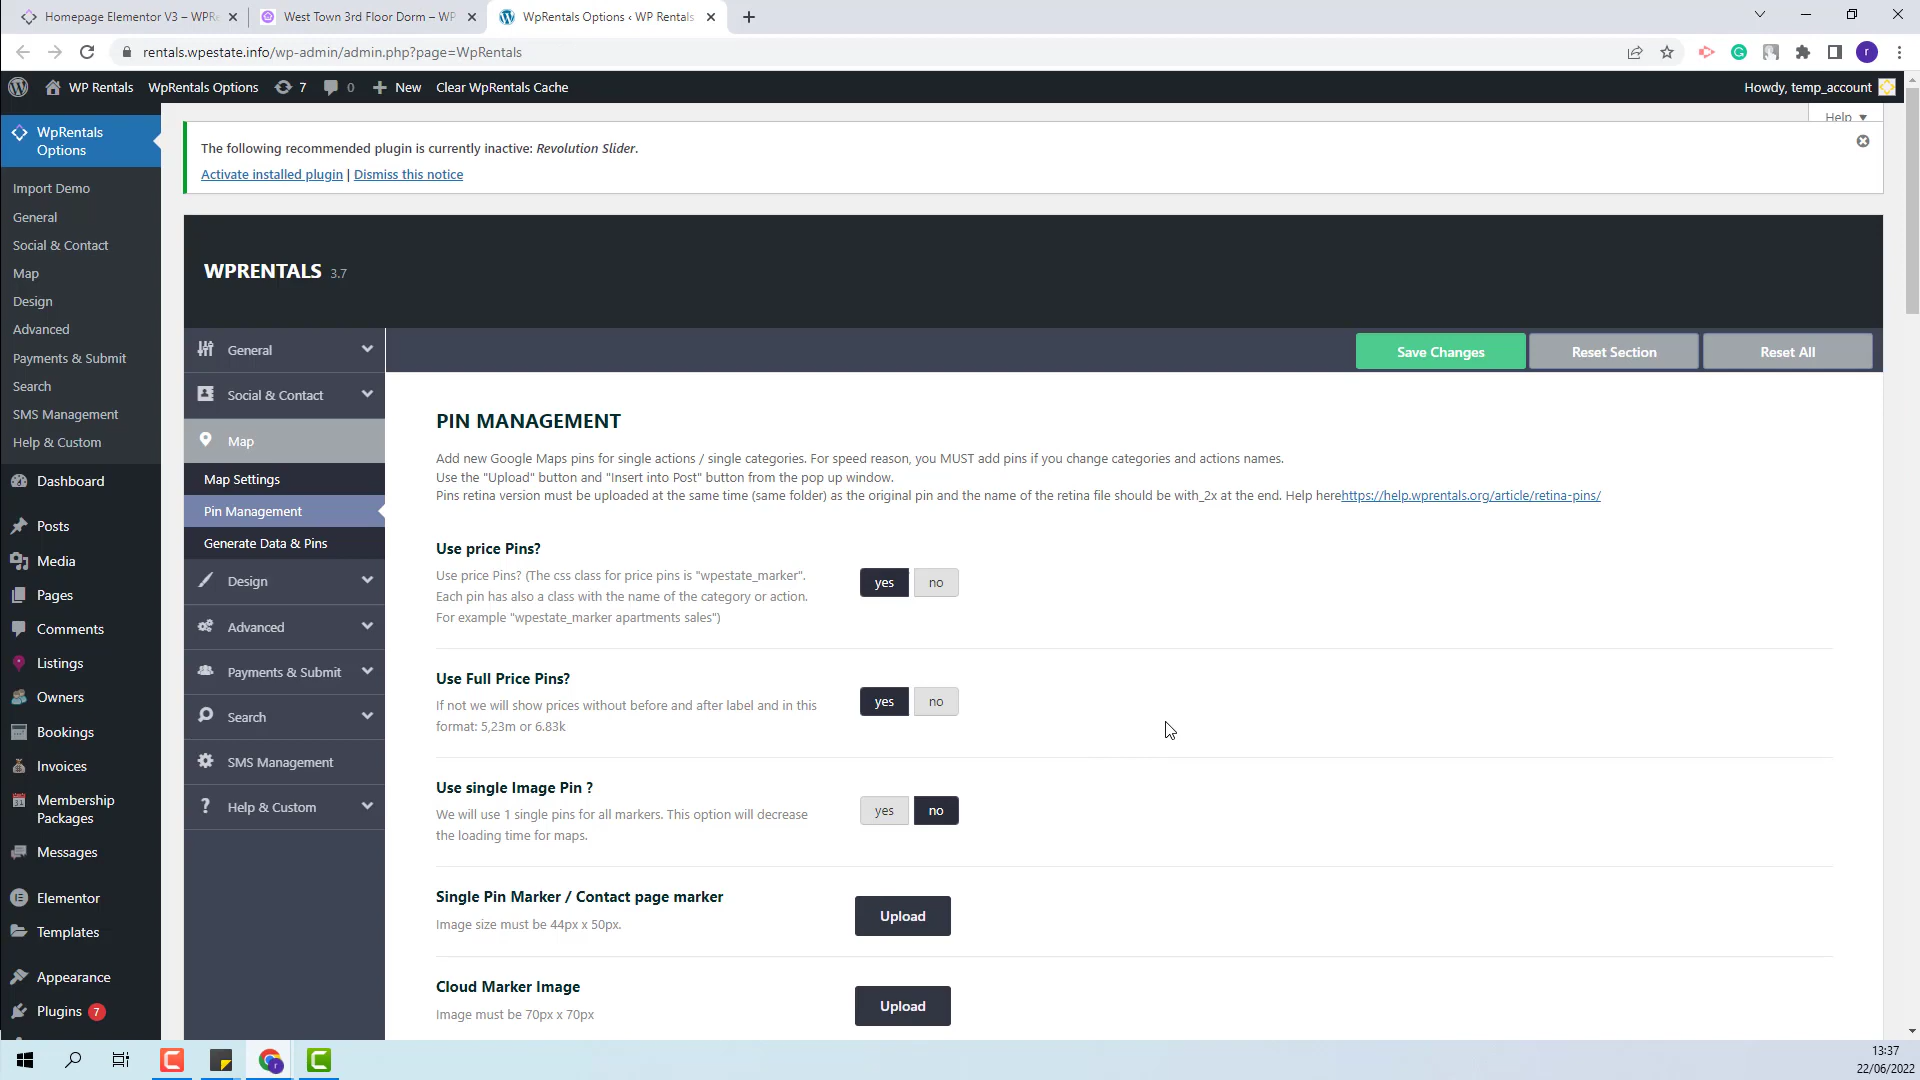 Homepage Elementor V3 – WPRe
West Town 3rd Floor Dorm – WP
WpRentals Options ‹ WP Rentals
rentals.wpestate.info/wp-admin/admin.php?page=WpRentals
r
WP Rentals
WpRentals Options
7
0
New
Clear WpRentals Cache
Howdy, temp_account
Help
WpRentals
Options
Import Demo
General
Social & Contact
Map
Design
Advanced
Payments & Submit
Search
SMS Management
Help & Custom
Dashboard
Posts
Media
Pages
Comments
Listings
Owners
Bookings
Invoices
Membership
Packages
Messages
Elementor
Templates
Appearance
Plugins 7
The following recommended plugin is currently inactive: Revolution Slider.
Activate installed plugin | Dismiss this notice
WPRENTALS 3.7
General
Social & Contact
Map
Map Settings
Pin Management
Generate Data & Pins
Design
Advanced
Payments & Submit
Search
SMS Management
Help & Custom
Save Changes
Reset Section
Reset All
PIN MANAGEMENT
Add new Google Maps pins for single actions / single categories. For speed reason, you MUST add pins if you change categories and actions names.
Use the "Upload" button and "Insert into Post" button from the pop up window.
Pins retina version must be uploaded at the same time (same folder) as the original pin and the name of the retina file should be with_2x at the end. Help herehttps://help.wprentals.org/article/retina-pins/
Use price Pins?
Use price Pins? (The css class for price pins is "wpestate_marker".
Each pin has also a class with the name of the category or action.
For example "wpestate_marker apartments sales")
yes
no
Use Full Price Pins?
If not we will show prices without before and after label and in this
format: 5,23m or 6.83k
yes
no
Use single Image Pin ?
We will use 1 single pins for all markers. This option will decrease
the loading time for maps.
yes
no
Single Pin Marker / Contact page marker
Image size must be 44px x 50px.
Upload
Cloud Marker Image
Image must be 70px x 70px
Upload
13:37
22/06/2022